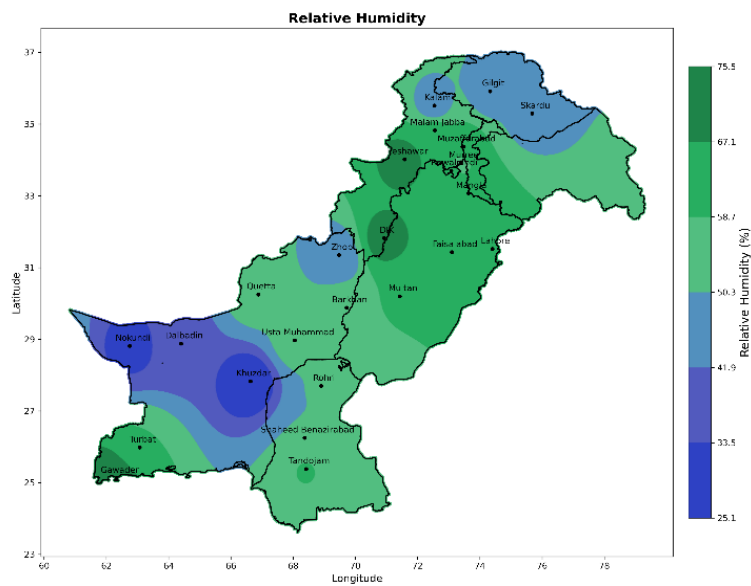 Relative Humidity
37
35
33
31
29
27
25
23
Latitude
60
62
64
66
68
70
72
74
76
78
Longitude
Gilgit
Kalam
Skardu
Malam Jabba
Muzaffarabad
Peshawar
Murree
Rawalpindi
Mangla
DIK
Zhob
Faisalabad
Lahore
Quetta
Multan
Barkhan
Nokundi
Dalbadin
Usta Muhammad
Khuzdar
Rohri
Shaheed Benazirabad
Turbat
Tandojam
Gawader
75.5
67.1
58.7
50.3
41.9
33.5
25.1
Relative Humidity (%)